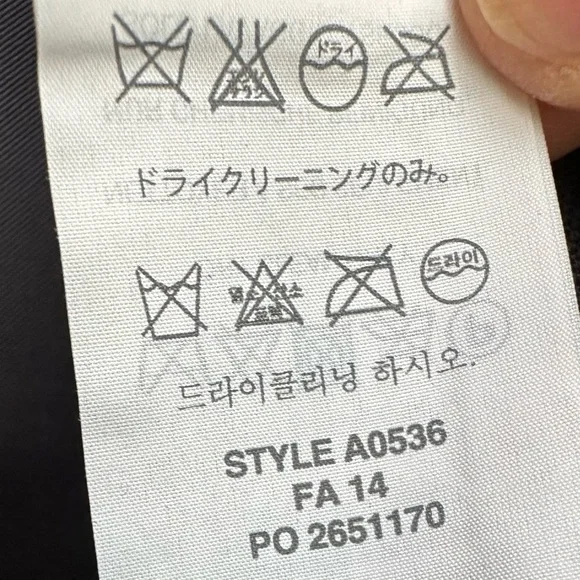 ドライ
ドライクリーニングのみ。
드라이
드라이클리닝 하시오.
STYLE A0536
FA 14
PO 2651170